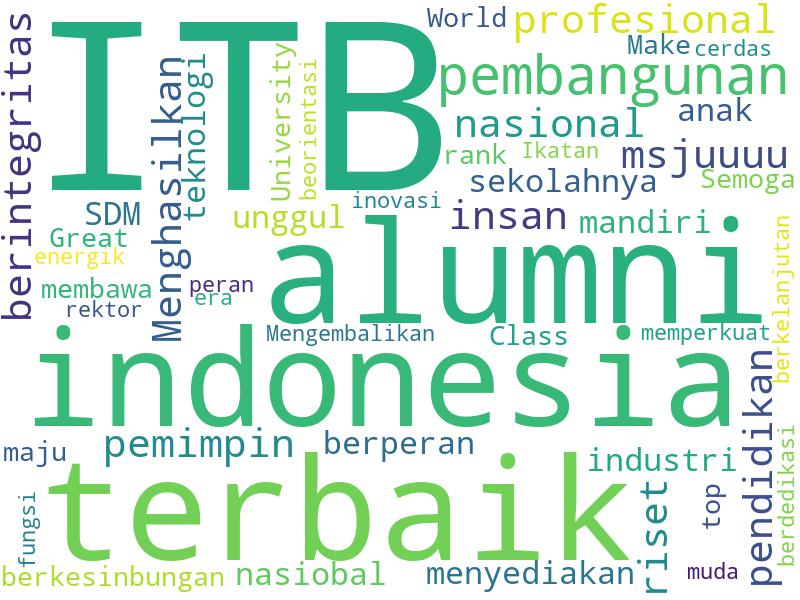 World
profesional
ITB
Make
cerdas
pembangunan
berintegritas
Menghasilkan
teknologi
University
beorientasi
anak
nasional
rank
Ikatan
msjuuuu
sekolahnya
Semoga
SDM
unggul
inovasi
insan
mandiri
Great
energik
alumni
membawa
peran
era
rektor
berkelanjutan
indonesia
Mengembalikan
Class
memperkuat
maju
pemimpin
berperan
pendidikan
terbaik
industri
berdedikasi
fungsi
riset
top
berkesinbungan
nasiobal
menyediakan
muda